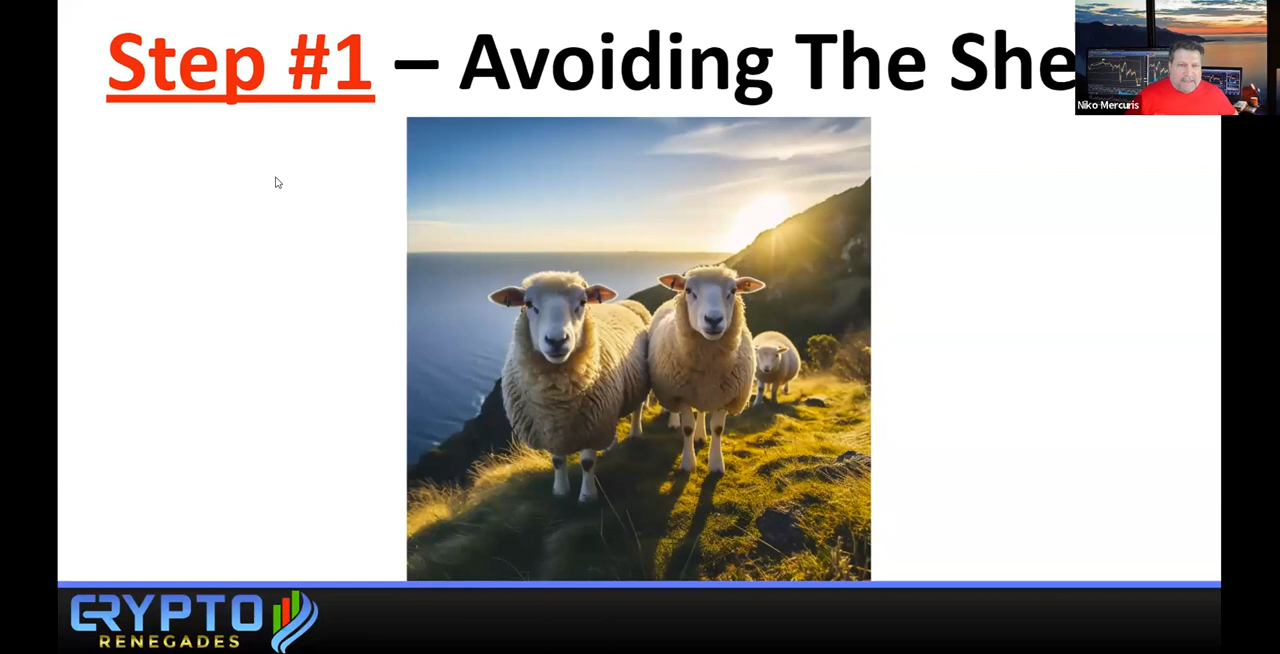 Step #1 – Avoiding The She
Niko Mercuris
CRYPTO
RENEGADES